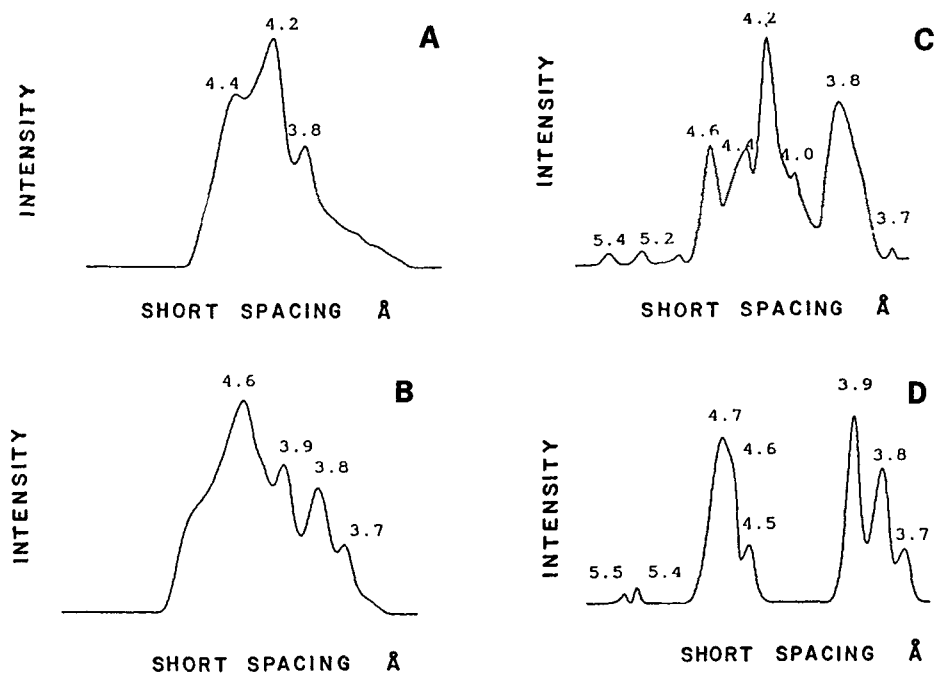 A
4.2
4.4
3.8
INTENSITY
SHORT SPACING Å
C
4.2
3.8
4.6
4.4
4.0
5.4
5.2
3.7
INTENSITY
SHORT SPACING Å
B
4.6
3.9
3.8
3.7
INTENSITY
SHORT SPACING Å
D
3.9
4.7
4.6
3.8
4.5
3.7
5.5
5.4
INTENSITY
SHORT SPACING Å